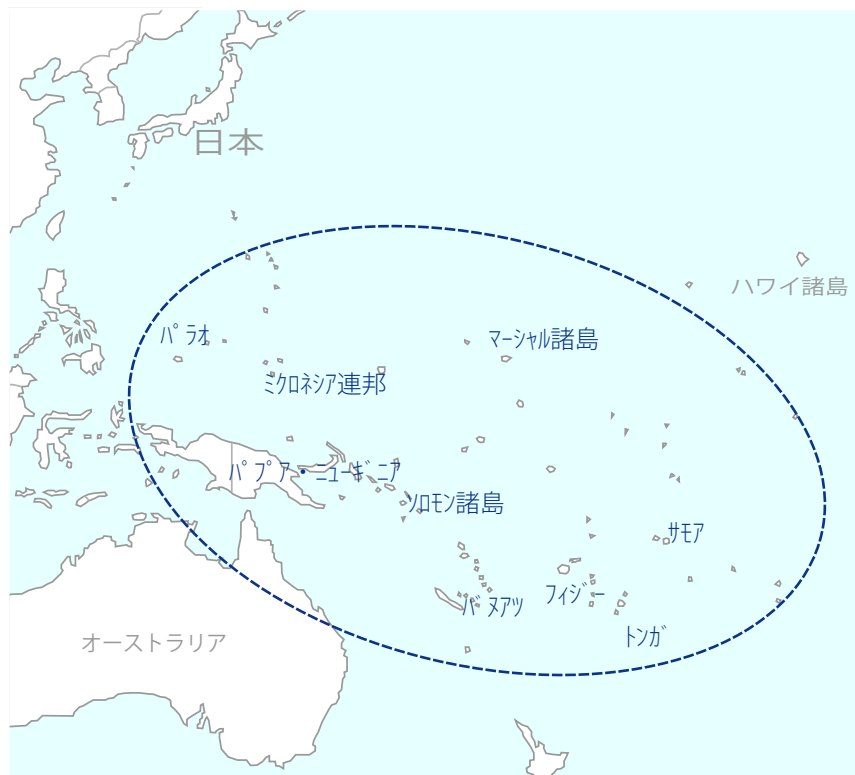 日本
ハワイ諸島
パラオ
マーシャル諸島
ミクロネシア連邦
パプア・ニューギニア
ソロモン諸島
サモア
フィジー
バヌアツ
トンガ
オーストラリア